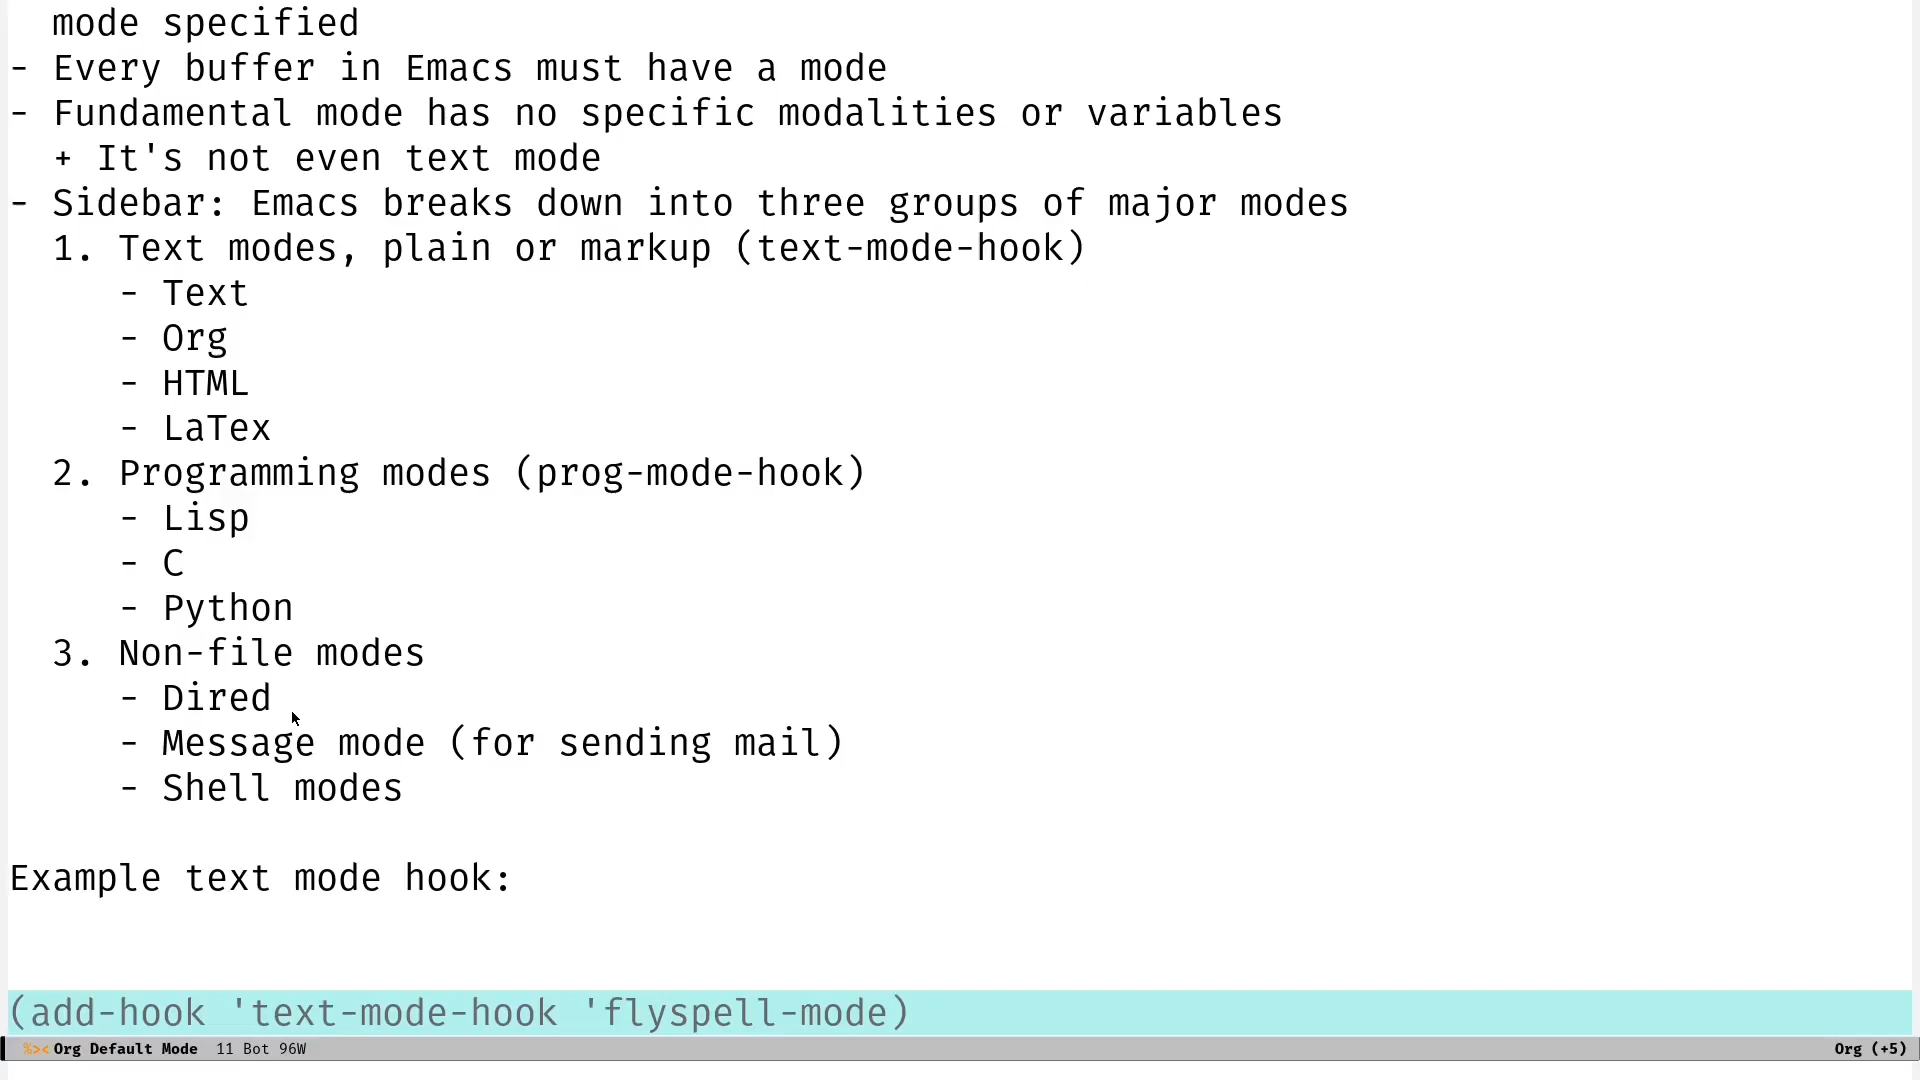 mode specified
- Every buffer in Emacs must have a mode
- Fundamental mode has no specific modalities or variables
+ It's not even text mode
- Sidebar: Emacs breaks down into three groups of major modes
1. Text modes, plain or markup (text-mode-hook)
- Text
- Org
- HTML
- LaTex
2. Programming modes (prog-mode-hook)
- Lisp
- C
- Python
3. Non-file modes
- Dired
- Message mode (for sending mail)
- Shell modes
Example text mode hook:
(add-hook 'text-mode-hook 'flyspell-mode)
%>< Org Default Mode 11 Bot 96W Org (+5)